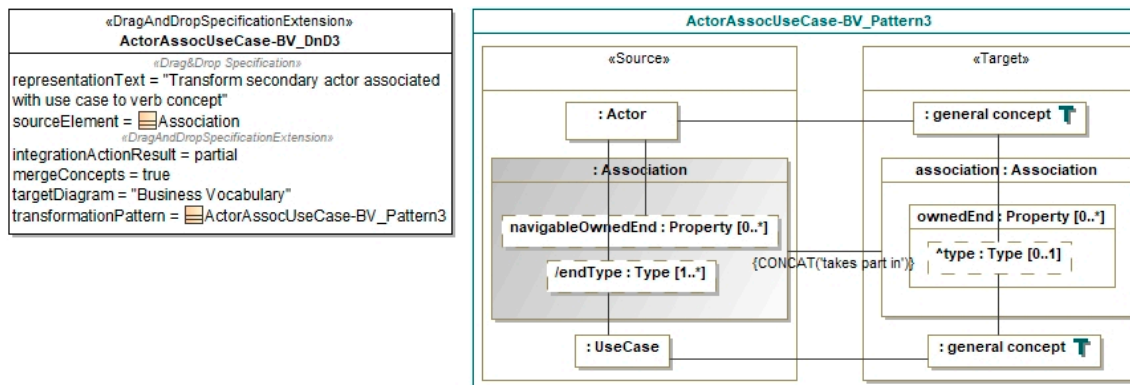 «DragAndDropSpecificationExtension»
ActorAssocUseCase-BV_DnD3
«Drag&Drop Specification»
representationText = "Transform secondary actor associated
with use case to verb concept"
sourceElement = Association
«DragAndDropSpecificationExtension»
integrationActionResult = partial
mergeConcepts = true
targetDiagram = "Business Vocabulary"
transformationPattern = ActorAssocUseCase-BV_Pattern3
ActorAssocUseCase-BV_Pattern3
«Source»
«Target»
: Actor
: general concept
: Association
association : Association
navigableOwnedEnd : Property [0..*]
ownedEnd : Property [0..*]
/endType : Type [1..*]
{CONCAT('takes part in')}
^type : Type [0..1]
: UseCase
: general concept